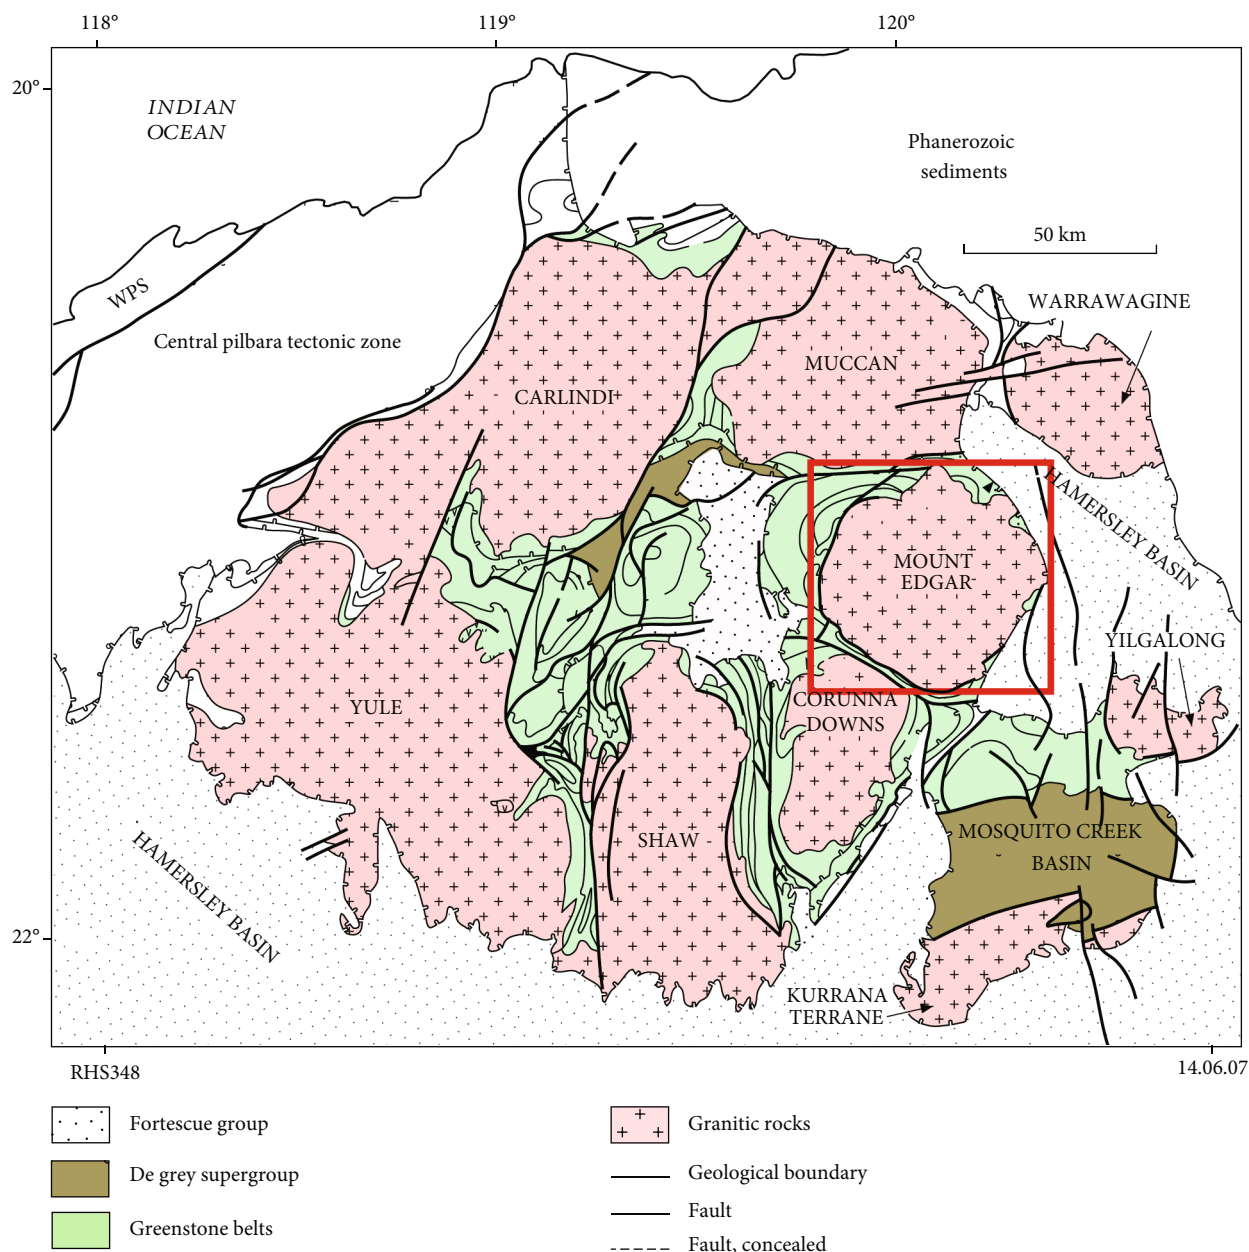 118°
119°
120°
20°
INDIAN
OCEAN
Phanerozoic
sediments
50 km
WPS
WARRAWAGINE
Central pilbara tectonic zone
MUCCAN
CARLINDI
HAMERSLEY BASIN
MOUNT
EDGAR
YILGALONG
YULE
CORUNNA
DOWNS
SHAW
MOSQUITO CREEK
BASIN
HAMERSLEY BASIN
22°
KURRANA
TERRANE
v
RHS348
14.06.07
Fortescue group
Granitic rocks
De grey supergroup
Geological boundary
Fault
Greenstone belts
Fault, concealed